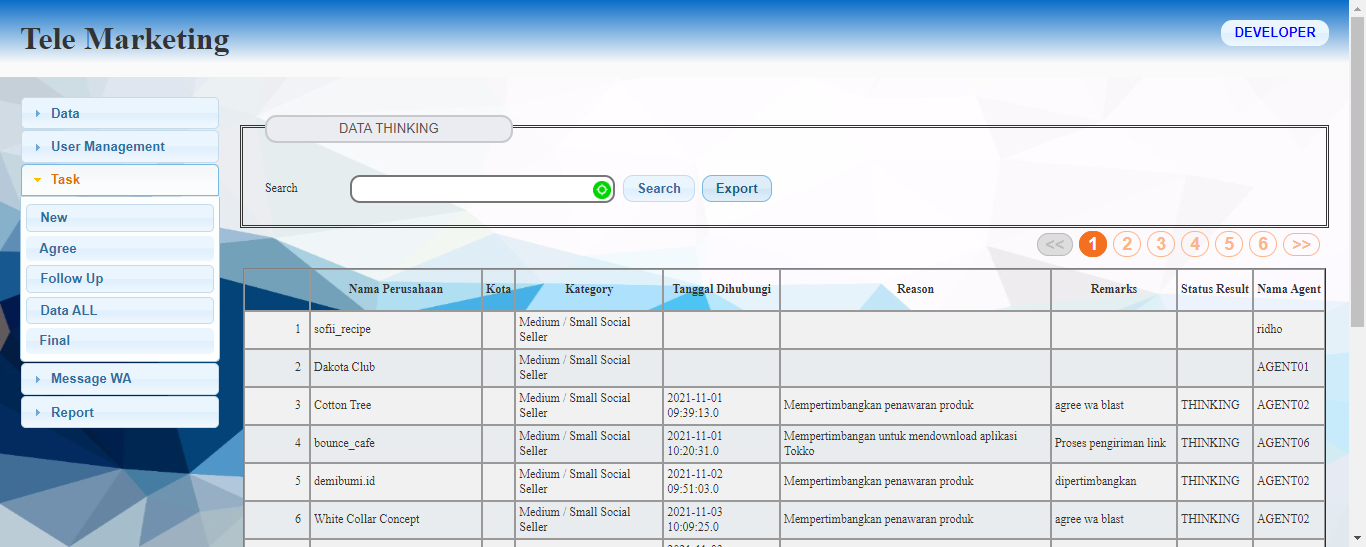 Tele Marketing
DEVELOPER
Data
User Management
Task
New
Agree
Follow Up
Data ALL
Final
Message WA
Report
DATA THINKING
Search
Search
Export
<< 1 2 3 4 5 6 >>
Nama Perusahaan Kota Kategory Tanggal Dihubungi Reason Remarks Status Result Nama Agent
1 sofii_recipe Medium / Small Social ridho
Seller
2 Dakota Club Medium / Small Social AGENT01
Seller
3 Cotton Tree Medium / Small Social 2021-11-01 Mempertimbangkan penawaran produk agree wa blast THINKING AGENT02
Seller 09:39:13.0
4 bounce_cafe Medium / Small Social 2021-11-01 Mempertimbangan untuk mendownload aplikasi Proses pengiriman link THINKING AGENT06
Seller 10:20:31.0 Tokko
5 demibumi.id Medium / Small Social 2021-11-02 Mempertimbangkan penawaran produk dipertimbangkan THINKING AGENT02
Seller 09:51:03.0
6 White Collar Concept Medium / Small Social 2021-11-03 Mempertimbangkan penawaran produk agree wa blast THINKING AGENT02
Seller 10:09:25.0